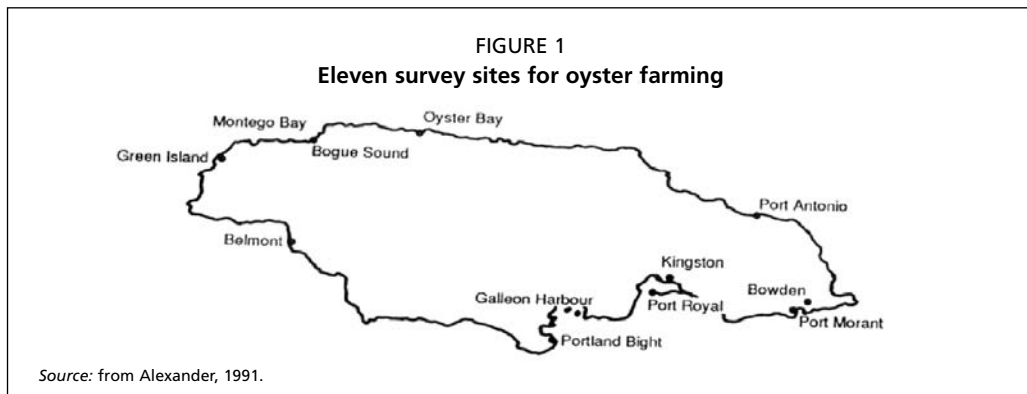 FIGURE 1
Eleven survey sites for oyster farming
Oyster Bay
Montego Bay
Bogue Sound
Green Island
Port Antonio
Belmont
Kingston
Bowden
Galleon Harbour
Port Royal
Port Morant
Portland Bight
Source: from Alexander, 1991.